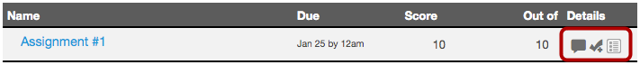 Name Due Score Out of Details
Assignment #1 Jan 25 by 12am 10 10